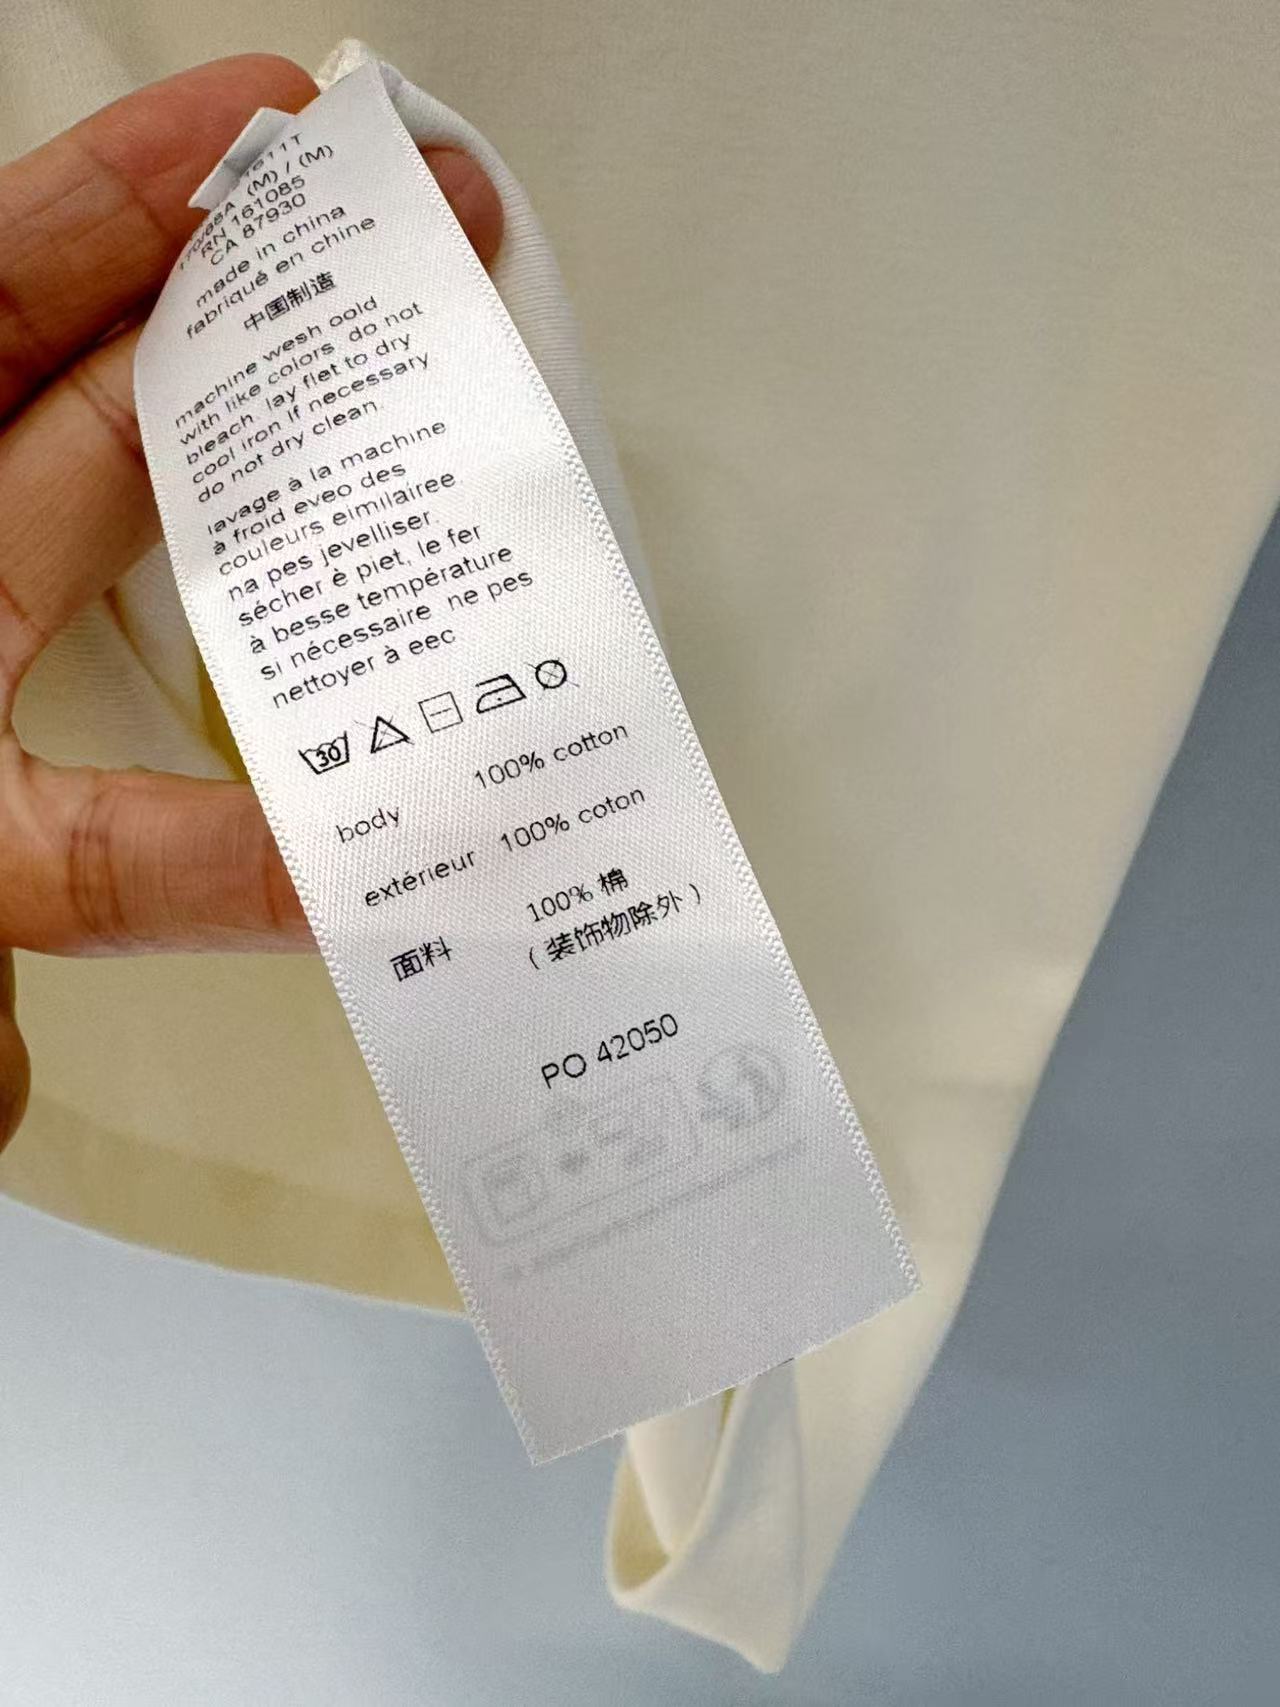 1611T
170/88A (M) / (M)
RN 161085
CA 87930
made in china
fabriqué en chine
中国制造
machine wesh oold
with like colors do not
bleach lay flet to dry
cool iron if necessary
do not dry clean.
lavage à la machine
à froid eveo des
couleurs eimilairee.
na pes jevelliser.
sécher è piet, le fer
à besse température
si nécessaire ne pes
nettoyer à eec
30
body 100% cotton
extérieur 100% coton
面料 100% 棉
(装饰物除外)
PO 42050